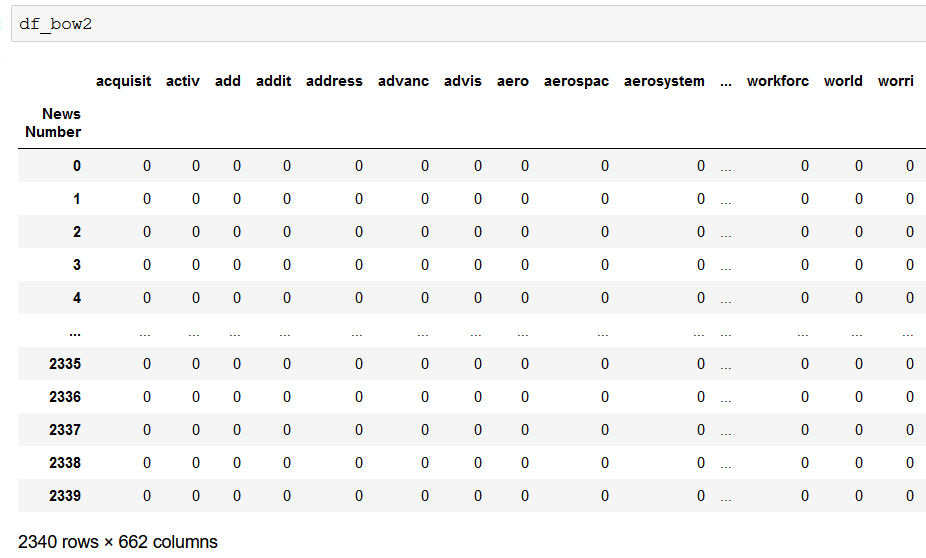 df_bow2
acquisit activ add addit address advanc advis aero aerospac aerosystem ... workforc world worri
News
Number
0 0 0 0 0 0 0 0 0 0 0 ... 0 0 0
1 0 0 0 0 0 0 0 0 0 0 ... 0 0 0
2 0 0 0 0 0 0 0 0 0 0 ... 0 0 0
3 0 0 0 0 0 0 0 0 0 0 ... 0 0 0
4 0 0 0 0 0 0 0 0 0 0 ... 0 0 0
... ... ... ... ... ... ... ... ... ... ... ... ... ... ...
2335 0 0 0 0 0 0 0 0 0 0 ... 0 0 0
2336 0 0 0 0 0 0 0 0 0 0 ... 0 0 0
2337 0 0 0 0 0 0 0 0 0 0 ... 0 0 0
2338 0 0 0 0 0 0 0 0 0 0 ... 0 0 0
2339 0 0 0 0 0 0 0 0 0 0 ... 0 0 0
2340 rows × 662 columns